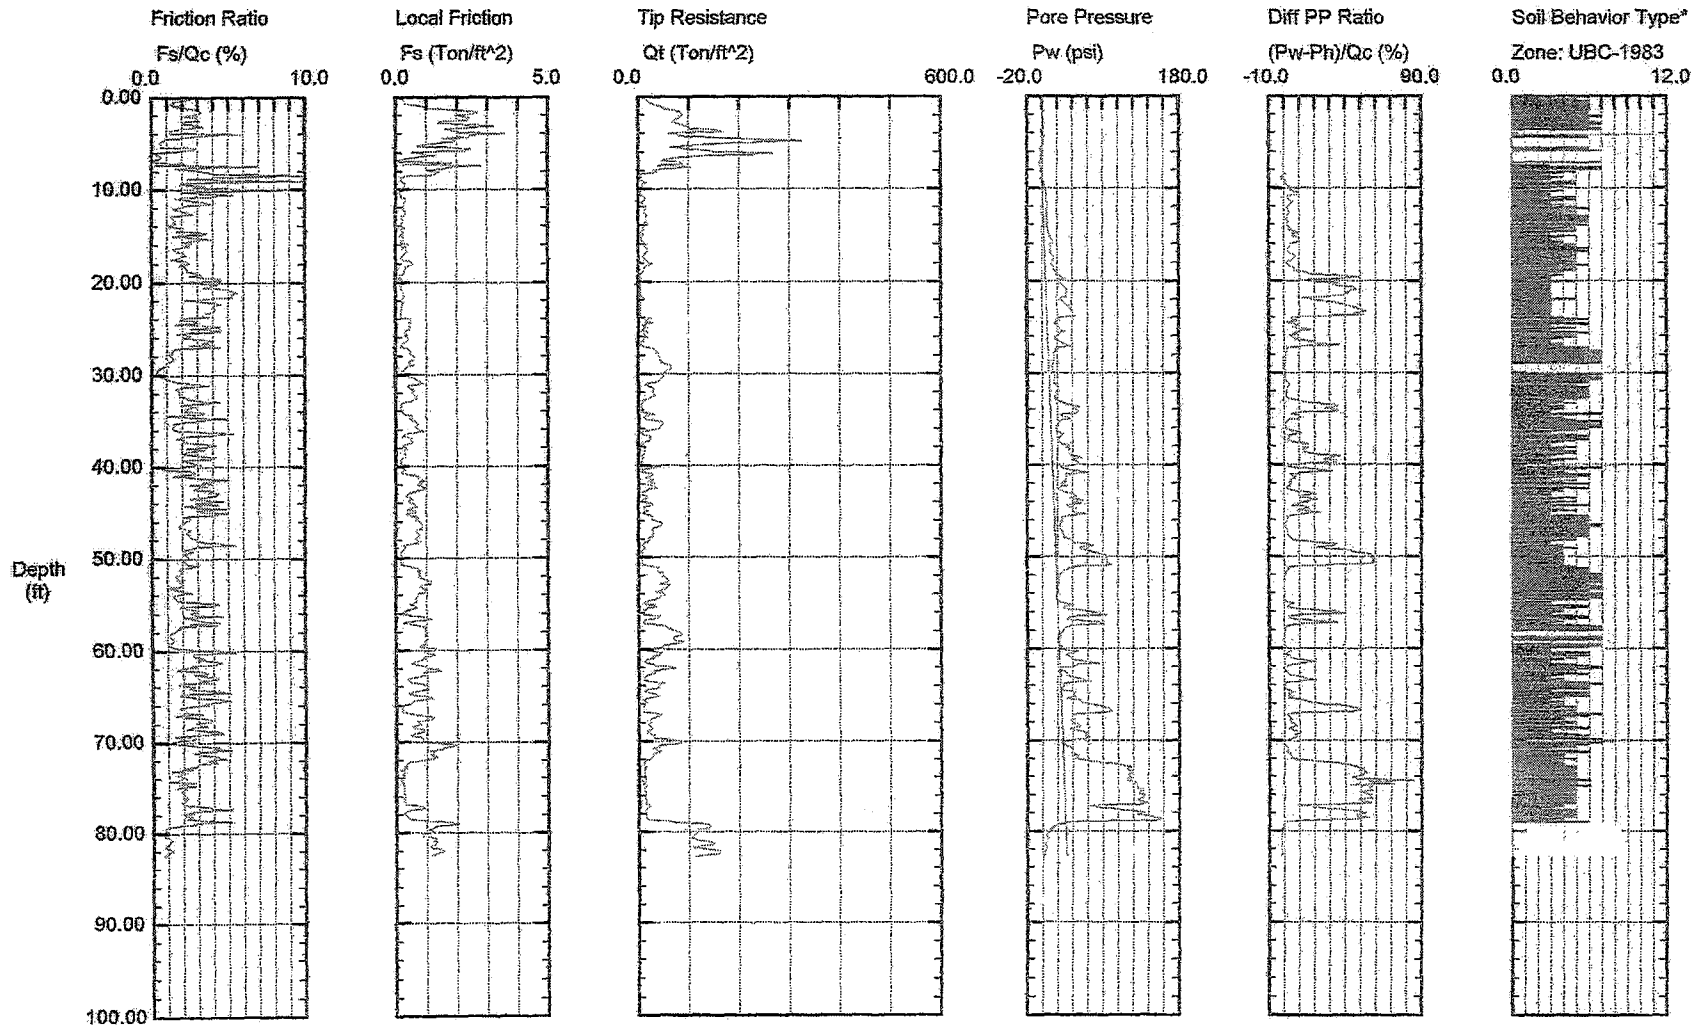 Friction Ratio
Fs/Qc (%)
0.0 10.0
Local Friction
Fs (Ton/ft^2)
0.0 5.0
Tip Resistance
Qt (Ton/ft^2)
0.0 600.0
Pore Pressure
Pw (psi)
-20.0 180.0
Diff PP Ratio
(Pw-Ph)/Qc (%)
-10.0 90.0
Soil Behavior Type*
Zone: UBC-1983
0.0 12.0
0.00
10.00
20.00
30.00
40.00
50.00
Depth
(ft)
60.00
70.00
80.00
90.00
100.00